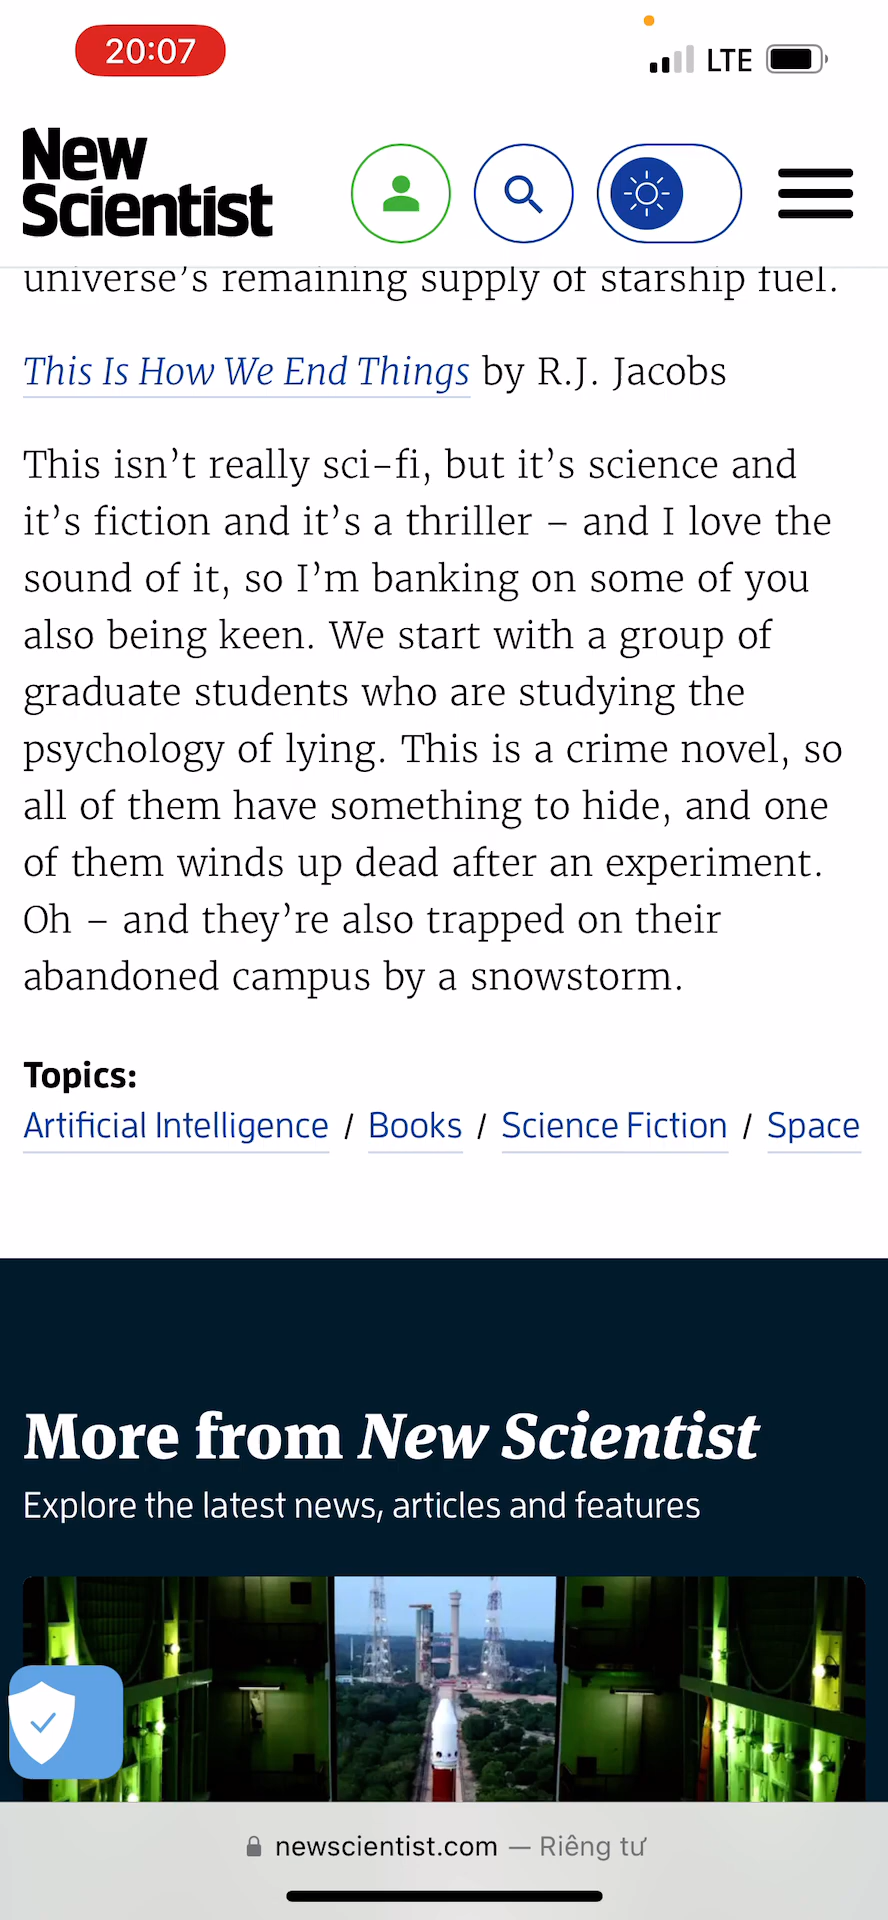 20:07
LTE
New
Scientist
universe’s remaining supply of starship fuel.
This Is How We End Things by R.J. Jacobs
This isn’t really sci-fi, but it’s science and
it’s fiction and it’s a thriller – and I love the
sound of it, so I’m banking on some of you
also being keen. We start with a group of
graduate students who are studying the
psychology of lying. This is a crime novel, so
all of them have something to hide, and one
of them winds up dead after an experiment.
Oh – and they’re also trapped on their
abandoned campus by a snowstorm.
Topics:
Artificial Intelligence / Books / Science Fiction / Space
More from New Scientist
Explore the latest news, articles and features
newscientist.com — Riêng tư